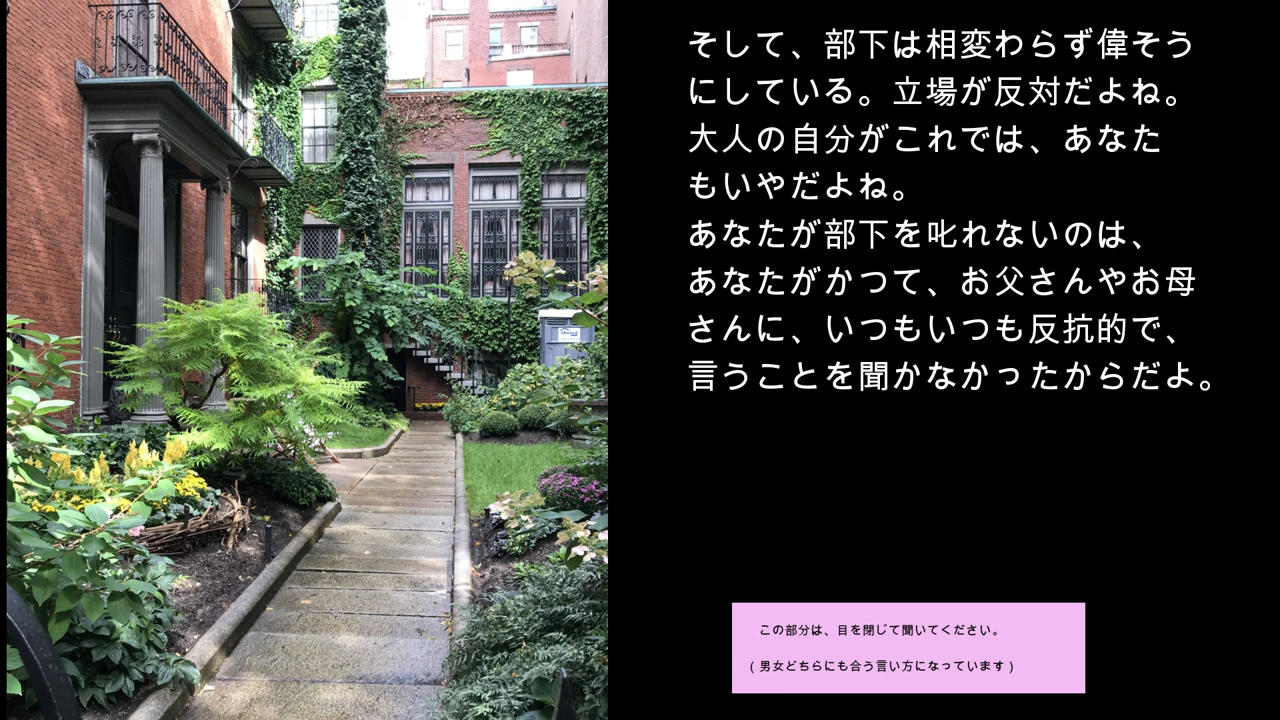 そして、部下は相変わらず偉そう
にしている。立場が反対だよね。
大人の自分がこれでは、あなた
もいやだよね。
あなたが部下を叱れないのは、
あなたがかつて、お父さんやお母
さんに、いつもいつも反抗的で、
言うことを聞かなかったからだよ。
この部分は、目を閉じて聞いてください。
(男女どちらにも合う言い方になっています)